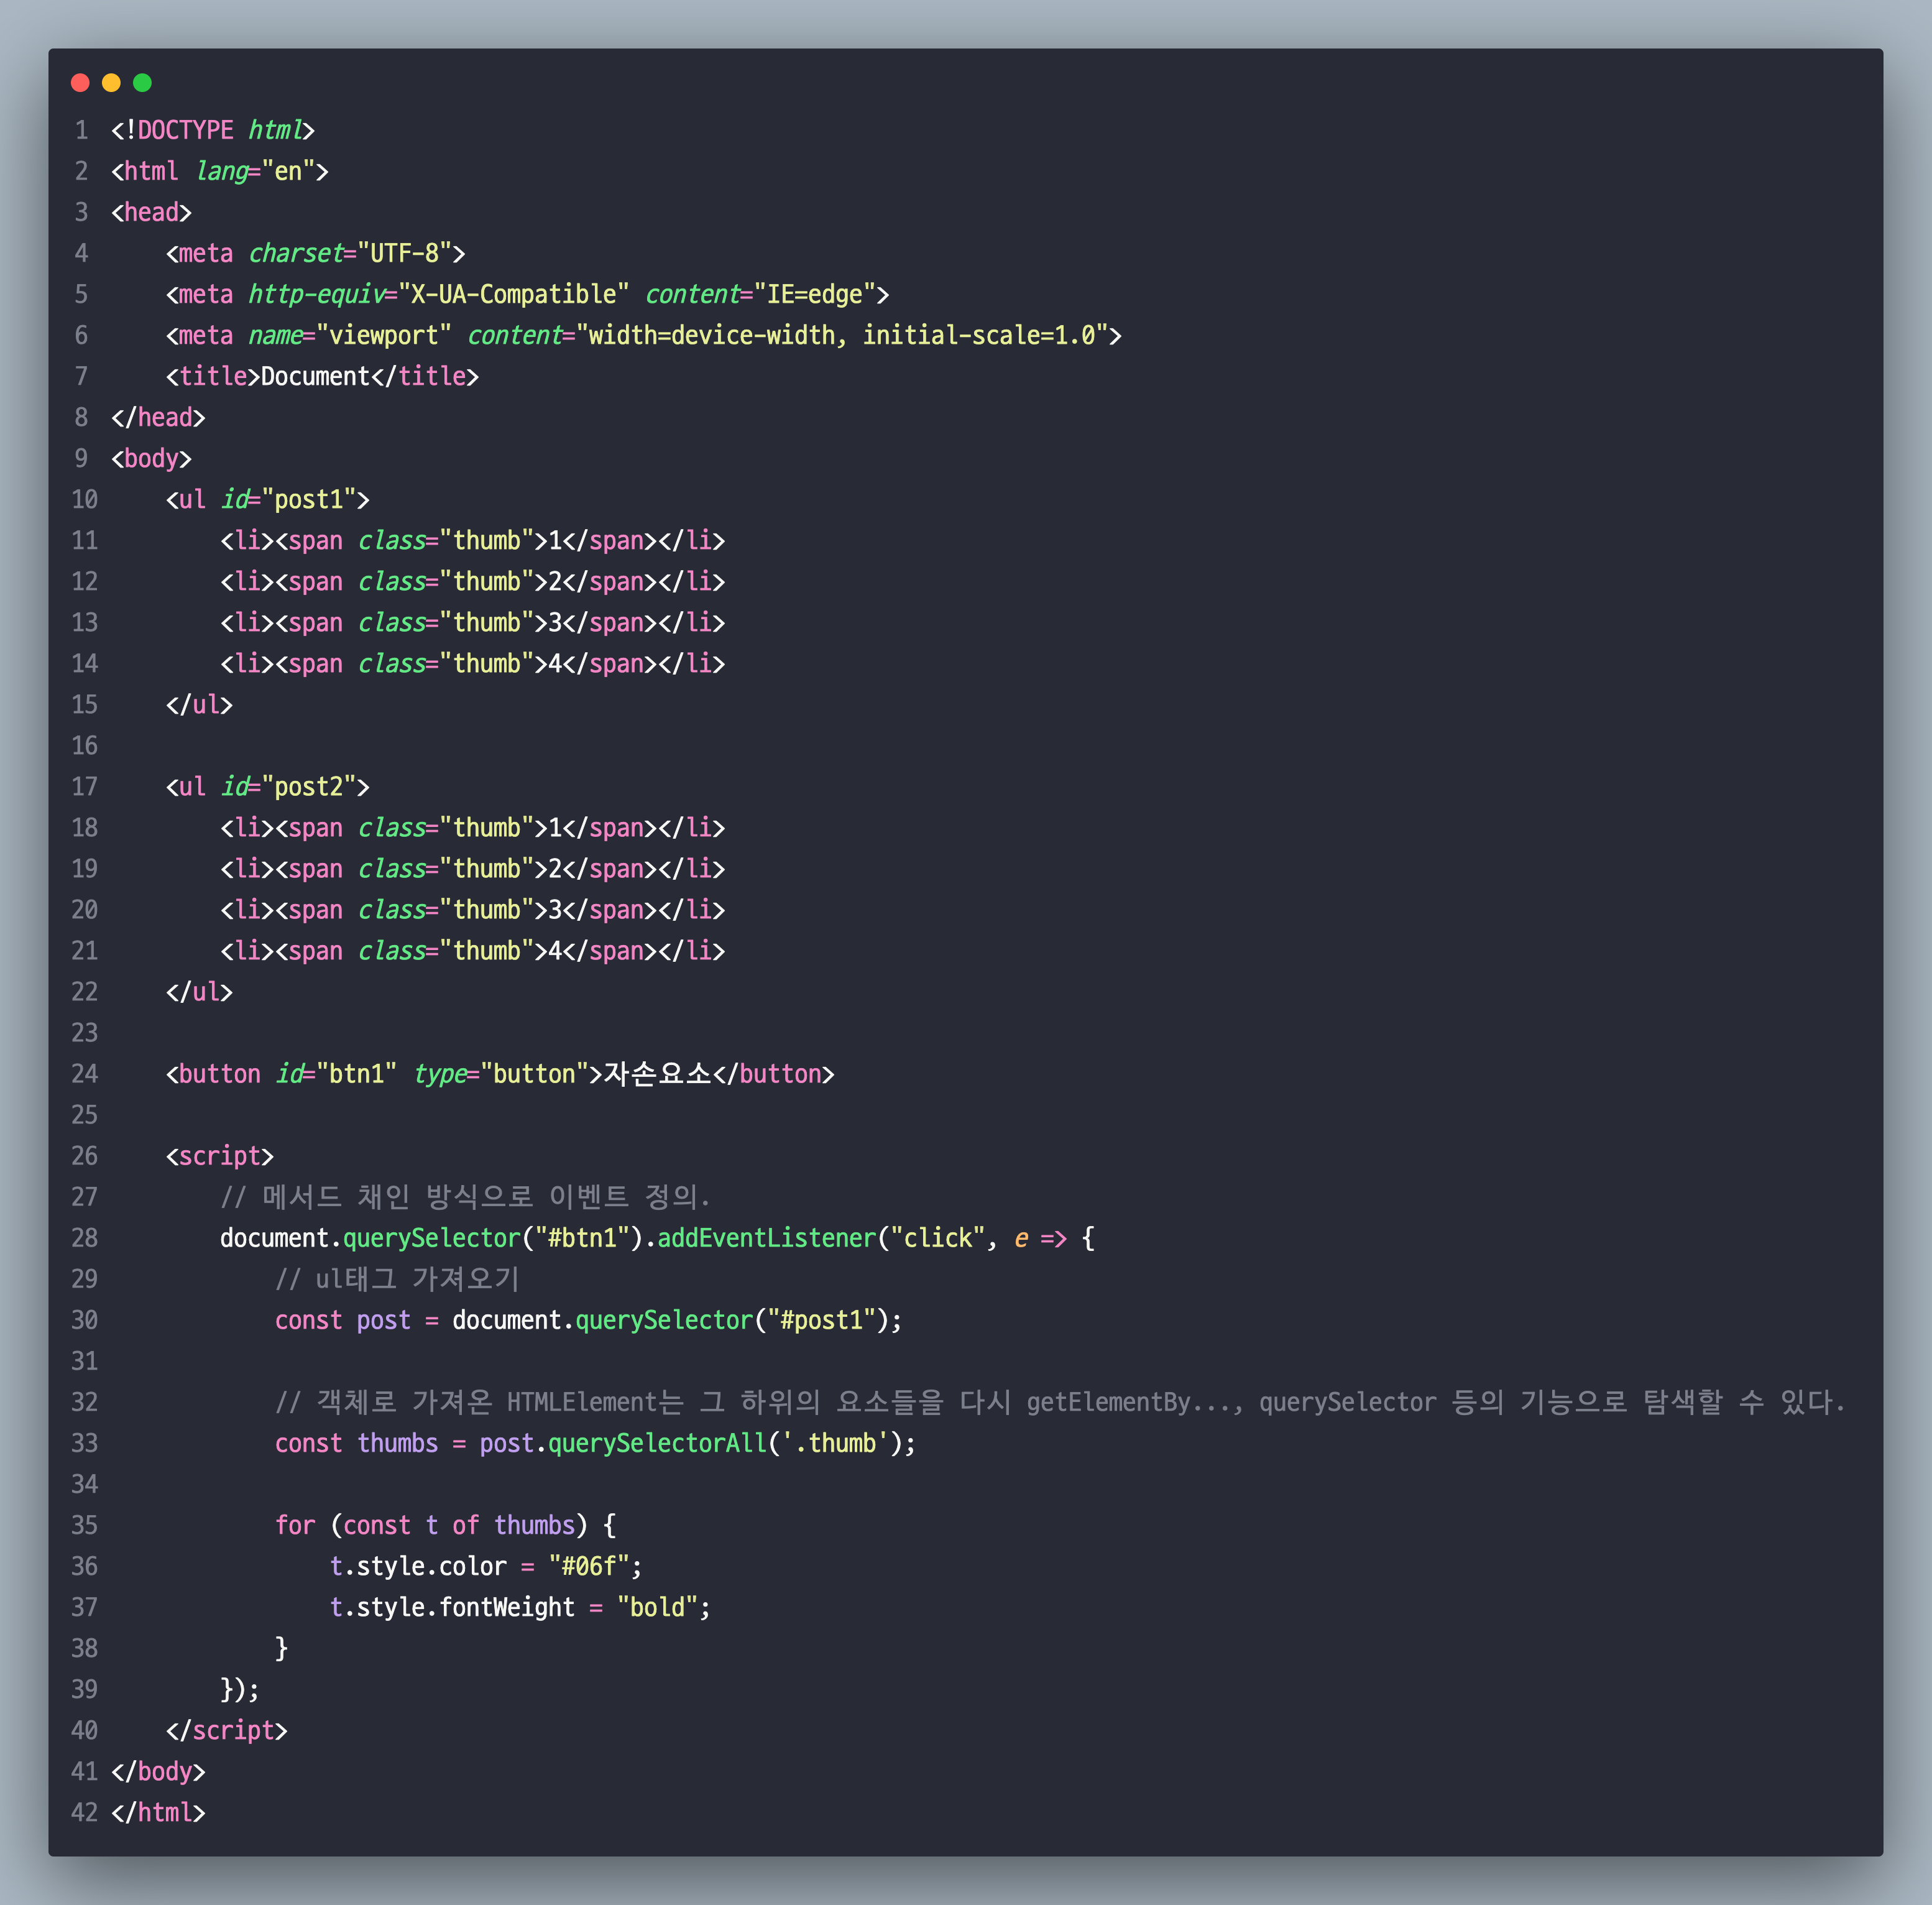 1 <!DOCTYPE html>
2 <html lang="en">
3 <head>
4     <meta charset="UTF-8">
5     <meta http-equiv="X-UA-Compatible" content="IE=edge">
6     <meta name="viewport" content="width=device-width, initial-scale=1.0">
7     <title>Document</title>
8 </head>
9 <body>
10     <ul id="post1">
11         <li><span class="thumb">1</span></li>
12         <li><span class="thumb">2</span></li>
13         <li><span class="thumb">3</span></li>
14         <li><span class="thumb">4</span></li>
15     </ul>
16
17     <ul id="post2">
18         <li><span class="thumb">1</span></li>
19         <li><span class="thumb">2</span></li>
20         <li><span class="thumb">3</span></li>
21         <li><span class="thumb">4</span></li>
22     </ul>
23
24     <button id="btn1" type="button">자손요소</button>
25
26     <script>
27         // 메서드 채인 방식으로 이벤트 정의.
28         document.querySelector("#btn1").addEventListener("click", e => {
29             // ul태그 가져오기
30             const post = document.querySelector("#post1");
31
32             // 객체로 가져온 HTMLElement는 그 하위의 요소들을 다시 getElementBy..., querySelector 등의 기능으로 탐색할 수 있다.
33             const thumbs = post.querySelectorAll('.thumb');
34
35             for (const t of thumbs) {
36                 t.style.color = "#06f";
37                 t.style.fontWeight = "bold";
38             }
39         });
40     </script>
41 </body>
42 </html>